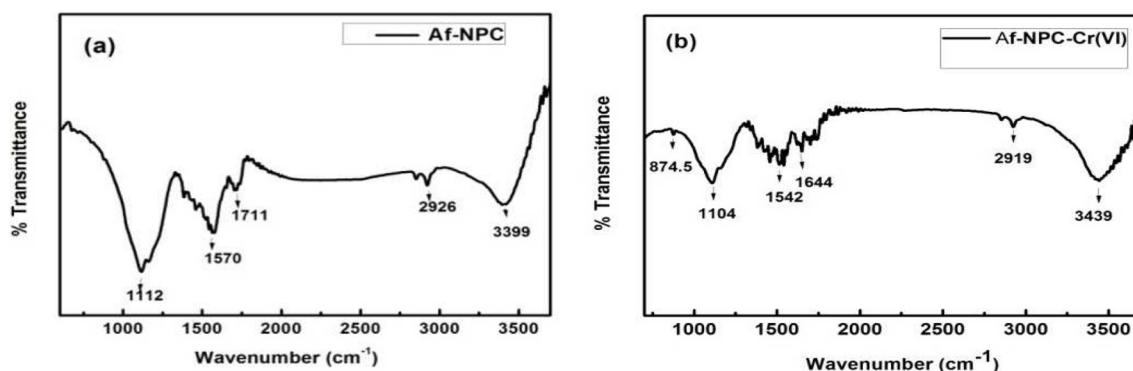 (a)
Af-NPC
% Transmittance
1112
1570
1711
2926
3399
1000 1500 2000 2500 3000 3500
Wavenumber (cm-1)
(b)
Af-NPC-Cr(VI)
% Transmittance
874.5
1104
1542
1644
2919
3439
1000 1500 2000 2500 3000 3500
Wavenumber (cm-1)